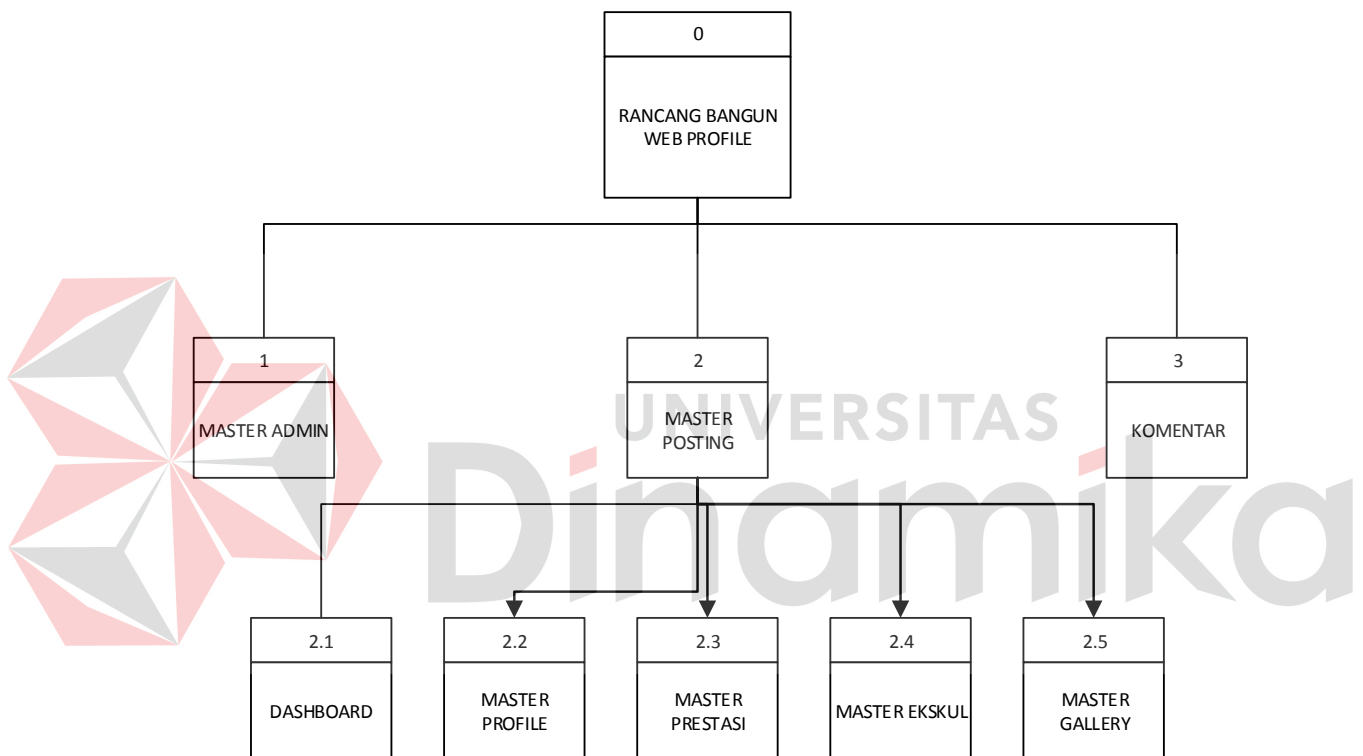 0
RANCANG BANGUN
WEB PROFILE
1
MASTER ADMIN
2
MASTER
POSTING
3
KOMENTAR
UNIVERSITAS
Dinamika
2.1
DASHBOARD
2.2
MASTER
PROFILE
2.3
MASTER
PRESTASI
2.4
MASTER EKSKUL
2.5
MASTER
GALLERY